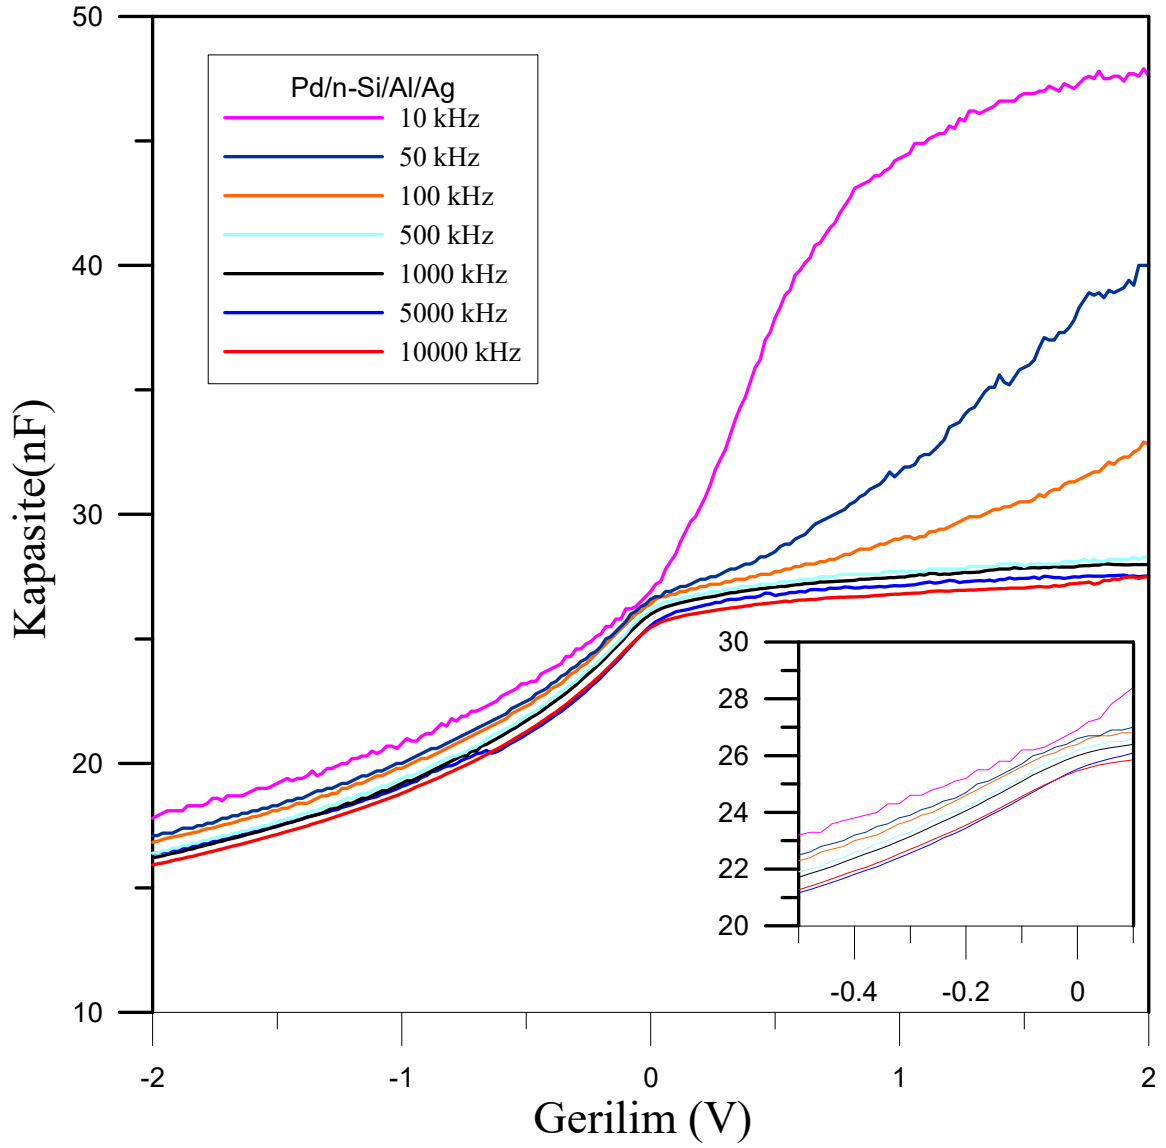 50
Pd/n-Si/Al/Ag
10 kHz
50 kHz
100 kHz
500 kHz
1000 kHz
5000 kHz
10000 kHz
40
30
20
10
Kapasite(nF)
-2
-1
0
1
2
Gerilim (V)
30
28
26
24
22
20
-0.4
-0.2
0